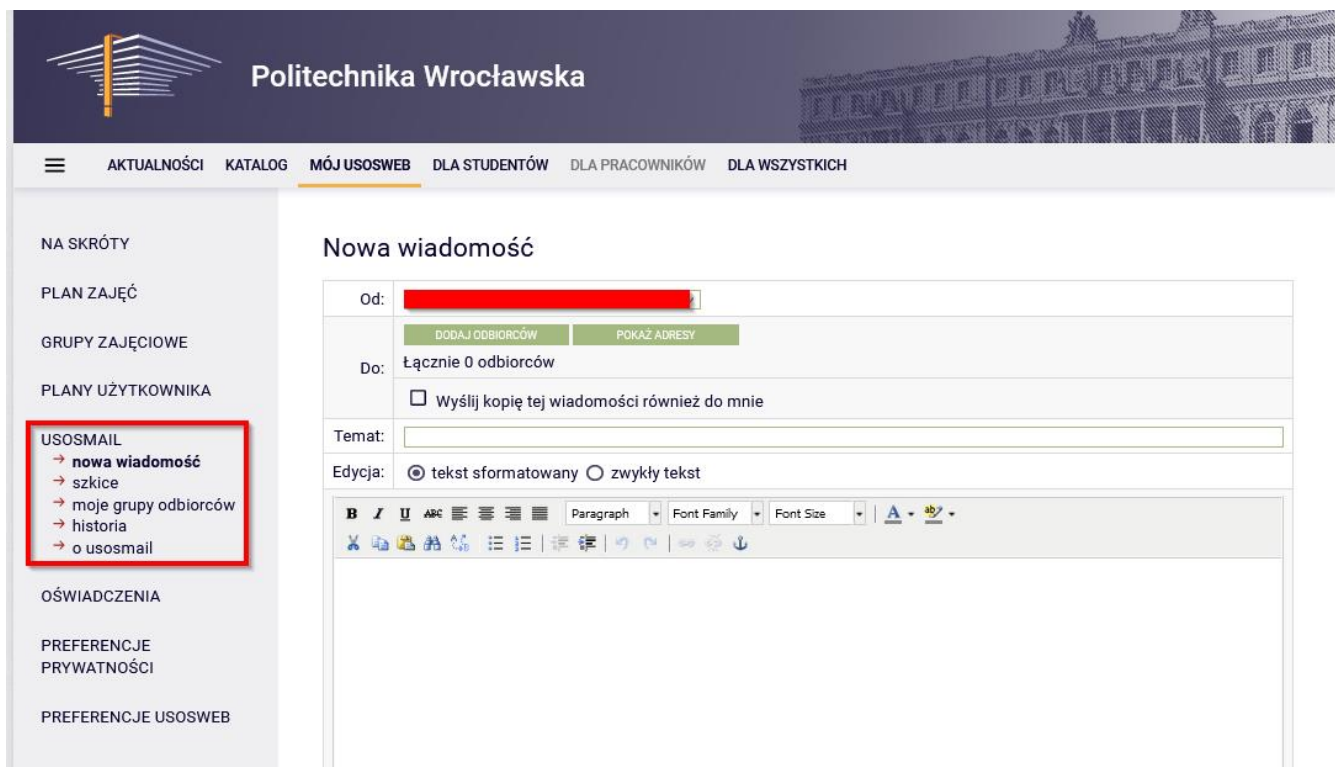 Politechnika Wrocławska
AKTUALNOŚCI KATALOG MÓJ USOSWEB DLA STUDENTÓW DLA PRACOWNIKÓW DLA WSZYSTKICH
NA SKRÓTY
PLAN ZAJĘĆ
GRUPY ZAJĘCIOWE
PLANY UŻYTKOWNIKA
USOSMAIL
nowa wiadomość
szkice
moje grupy odbiorców
historia
o usosmail
OŚWIADCZENIA
PREFERENCJE
PRYWATNOŚCI
PREFERENCJE USOSWEB
Nowa wiadomość
Od:
Do:
DODAJ ODBIORCÓW POKAŻ ADRESY
Łącznie 0 odbiorców
Wyślij kopię tej wiadomości również do mnie
Temat:
Edycja: tekst sformatowany zwykły tekst
B I U ABC Paragraph Font Family Font Size A ab